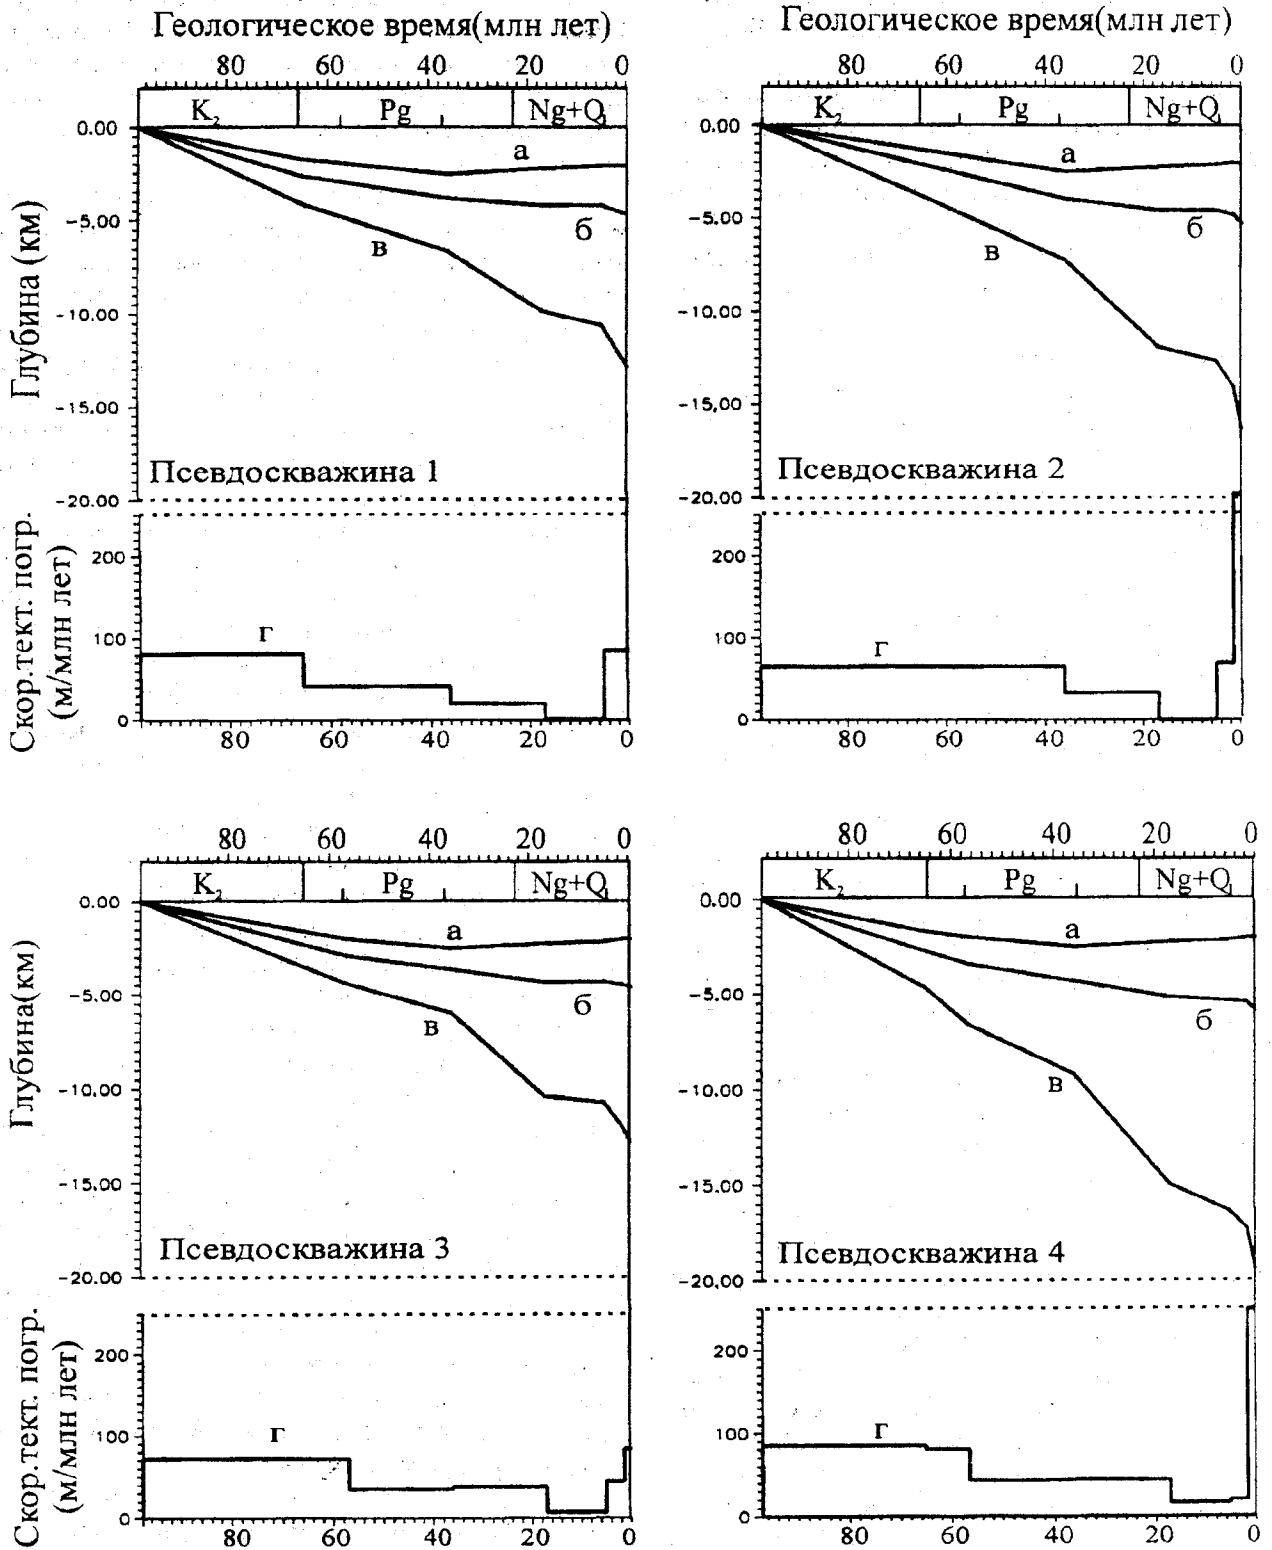 Геологическое время(млн лет)
80 60 40 20 0
K₂ Pg Ng+Q
0.00
-5.00
-10.00
-15.00
-20.00
Глубина (км)
а
б
в
Псевдоскважина 1
Скор.тект. погр.
(м/млн лет)
200
100
0
г
80 60 40 20 0
Геологическое время(млн лет)
80 60 40 20 0
K₂ Pg Ng+Q
0.00
-5.00
-10.00
-15,00
-20.00
а
б
в
Псевдоскважина 2
200
100
0
г
80 60 40 20 0
80 60 40 20 0
K₂ Pg Ng+Q
0.00
-5.00
-10.00
-15.00
-20.00
Глубина(км)
а
б
в
Псевдоскважина 3
Скор.тект. погр.
(м/млн лет)
200
100
0
г
80 60 40 20 0
80 60 40 20 0
K₂ Pg Ng+Q
0.00
-5.00
-10.00
-15.00
-20.00
а
б
в
Псевдоскважина 4
200
100
0
г
80 60 40 20 0